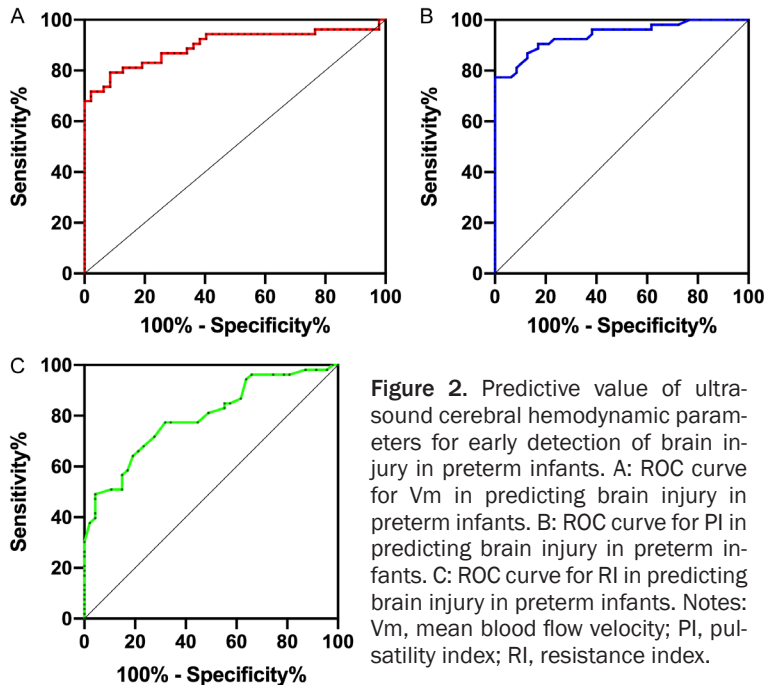 A
100
80
60
40
20
0
Sensitivity%
0 20 40 60 80 100
100% - Specificity%
B
100
80
60
40
20
0
Sensitivity%
0 20 40 60 80 100
100% - Specificity%
C
100
80
60
40
20
0
Sensitivity%
0 20 40 60 80 100
100% - Specificity%
Figure 2. Predictive value of ultra-
sound cerebral hemodynamic param-
eters for early detection of brain in-
jury in preterm infants. A: ROC curve
for Vm in predicting brain injury in
preterm infants. B: ROC curve for PI in
predicting brain injury in preterm in-
fants. C: ROC curve for RI in predicting
brain injury in preterm infants. Notes:
Vm, mean blood flow velocity; PI, pul-
satility index; RI, resistance index.